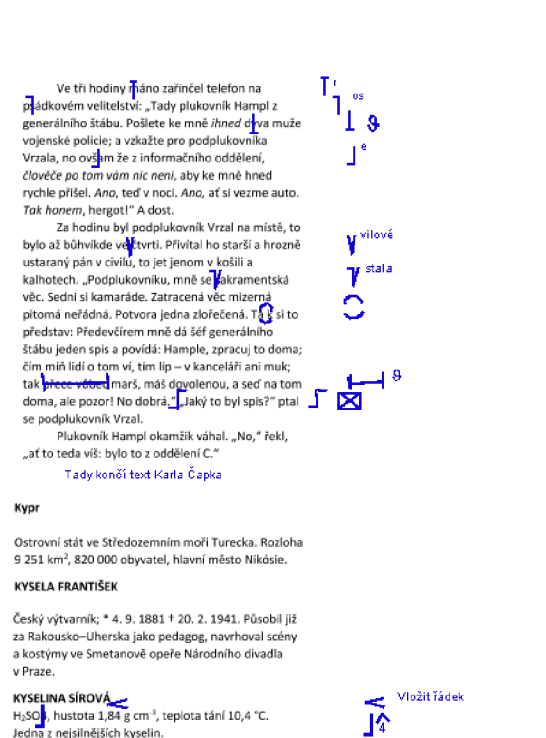 Ve tři hodiny máno zařinčel telefon na r
psádkovém velitelství: „Tady plukovník Hampl z os
generálního štábu. Pošlete ke mně ihned dva muže
vojenské policie; a vzkažte pro podplukovníka
Vrzala, no ovšam že z informačního oddělení, e
člověče po tom vám nic není, aby ke mně hned
rychle přišel. Ano, teď v noci. Ano, ať si vezme auto.
Tak honem, hergot!“ A dost.
Za hodinu byl podplukovník Vrzal na místě, to
bylo až bůhvíkde ve čtvrti. Přivítal ho starší a hrozně vilové
ustaraný pán v civilu, to jet jenom v košili a
kalhotech. „Podplukovníku, mně se sakramentská stala
věc. Sedni si kamaráde. Zatracená věc mizerná
pitomá neřádná. Potvora jedna zlořečená. Ta k si to
představ: Předevčírem mně dá šéf generálního
štábu jeden spis a povídá: Hample, zpracuj to doma;
čím míň lidí o tom ví, tím líp – v kanceláři ani muk;
tak přece vůbec marš, máš dovolenou, a seď na tom
doma, ale pozor! No dobrá.“ „Jaký to byl spis?“ ptal
se podplukovník Vrzal.
Plukovník Hampl okamžik váhal. „No,“ řekl,
„ať to teda víš: bylo to z oddělení C.“
Tady končí text Karla Čapka
Kypr
Ostrovní stát ve Středozemním moři Turecka. Rozloha
9 251 km², 820 000 obyvatel, hlavní město Nikósie.
KYSELA FRANTIŠEK
Český výtvarník; * 4. 9. 1881 † 20. 2. 1941. Působil již
za Rakousko–Uherska jako pedagog, navrhoval scény
a kostýmy ve Smetanově opeře Národního divadla
v Praze.
KYSELINA SÍROVÁ Vložit řádek
H₂SO4, hustota 1,84 g cm⁻³, teplota tání 10,4 °C. 4
Jedna z nejsilnějších kyselin.